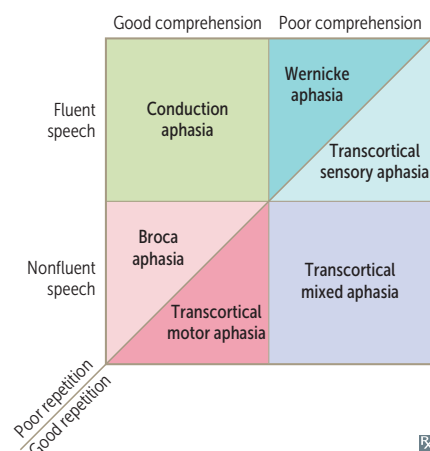 Good comprehension
Poor comprehension
Fluent
speech
Conduction
aphasia
Wernicke
aphasia
Transcortical
sensory aphasia
Nonfluent
speech
Broca
aphasia
Transcortical
motor aphasia
Transcortical
mixed aphasia
Poor repetition
Good repetition